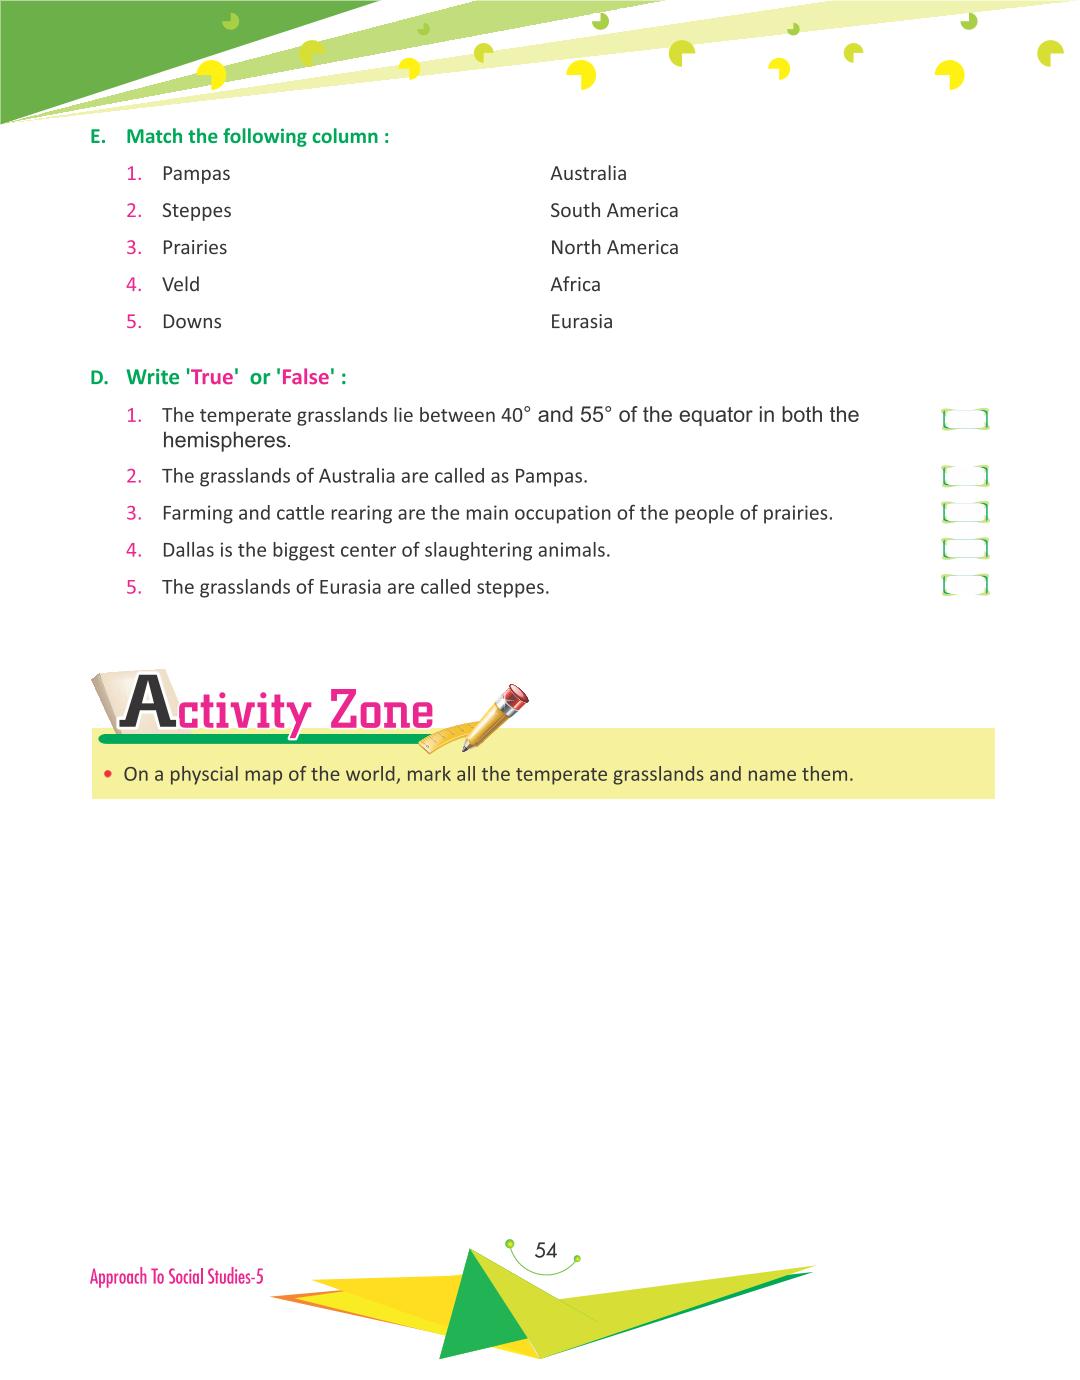 E. Match the following column :
1. Pampas Australia
2. Steppes South America
3. Prairies North America
4. Veld Africa
5. Downs Eurasia
D. Write 'True' or 'False' :
1. The temperate grasslands lie between 40° and 55° of the equator in both the
hemispheres.
2. The grasslands of Australia are called as Pampas.
3. Farming and cattle rearing are the main occupation of the people of prairies.
4. Dallas is the biggest center of slaughtering animals.
5. The grasslands of Eurasia are called steppes.
Activity Zone
• On a physcial map of the world, mark all the temperate grasslands and name them.
54
Approach To Social Studies-5